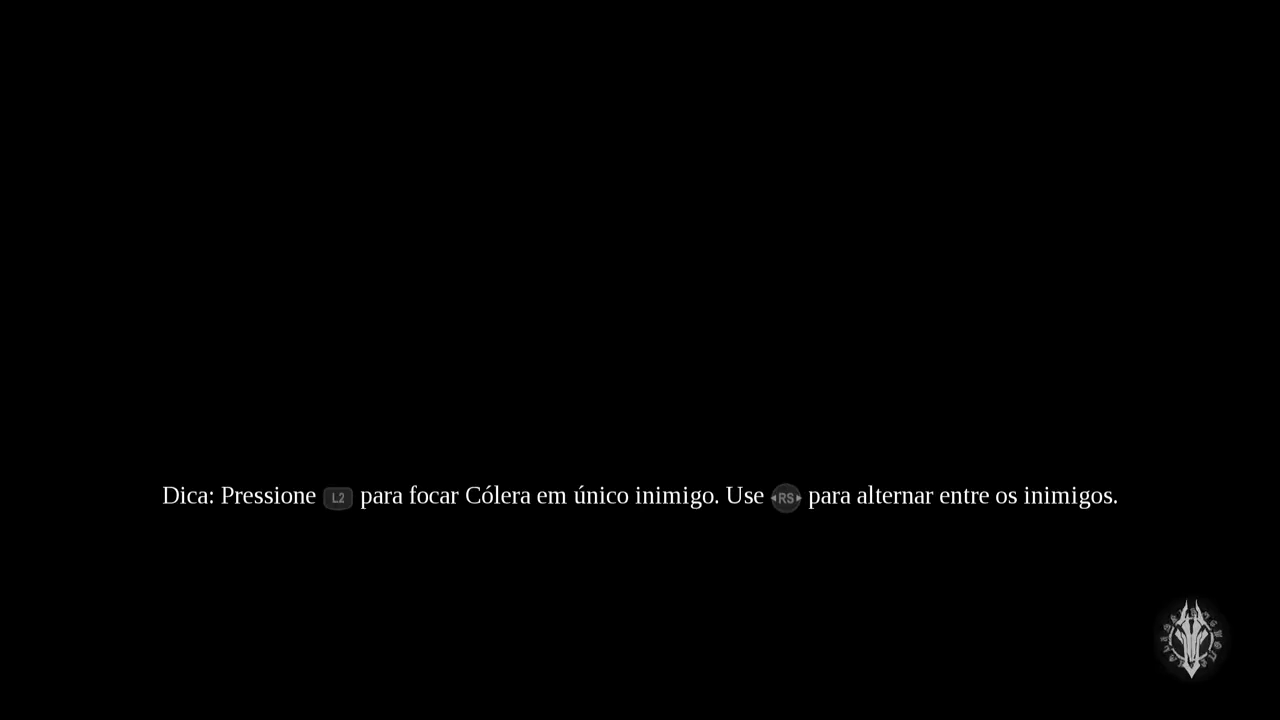 Dica: Pressione L2 para focar Cólera em único inimigo. Use RS para alternar entre os inimigos.